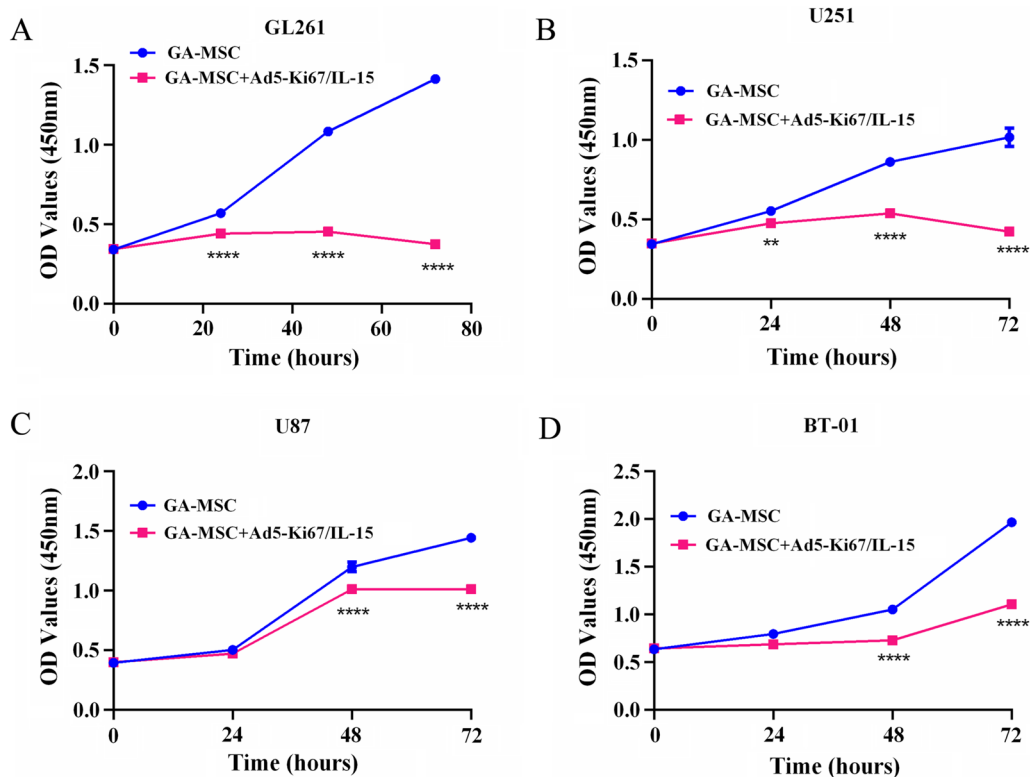 A
GL261
GA-MSC
GA-MSC+Ad5-Ki67/IL-15
OD Values (450nm)
1.5
1.0
0.5
0.0
****
****
****
0
20
40
60
80
Time (hours)
B
U251
GA-MSC
GA-MSC+Ad5-Ki67/IL-15
OD Values (450nm)
1.5
1.0
0.5
0.0
**
****
****
0
24
48
72
Time (hours)
C
U87
GA-MSC
GA-MSC+Ad5-Ki67/IL-15
OD Values (450nm)
2.0
1.5
1.0
0.5
0.0
****
****
0
24
48
72
Time (hours)
D
BT-01
GA-MSC
GA-MSC+Ad5-Ki67/IL-15
OD Values (450nm)
2.5
2.0
1.5
1.0
0.5
0.0
****
****
0
24
48
72
Time (hours)